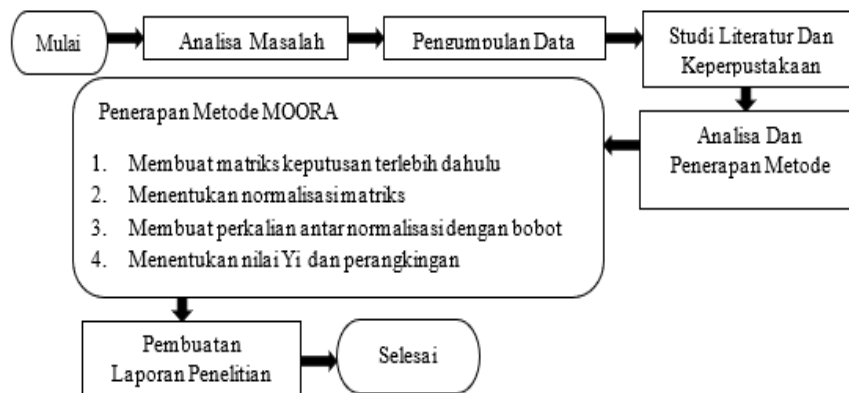 Mulai
Analisa Masalah
Pengumpulan Data
Studi Literatur Dan
Keperpustakaan
Analisa Dan
Penerapan Metode
Penerapan Metode MOORA
1. Membuat matriks keputusan terlebih dahulu
2. Menentukan normalisasi matriks
3. Membuat perkalian antar normalisasi dengan bobot
4. Menentukan nilai Yi dan perangkingan
Pembuatan
Laporan Penelitian
Selesai